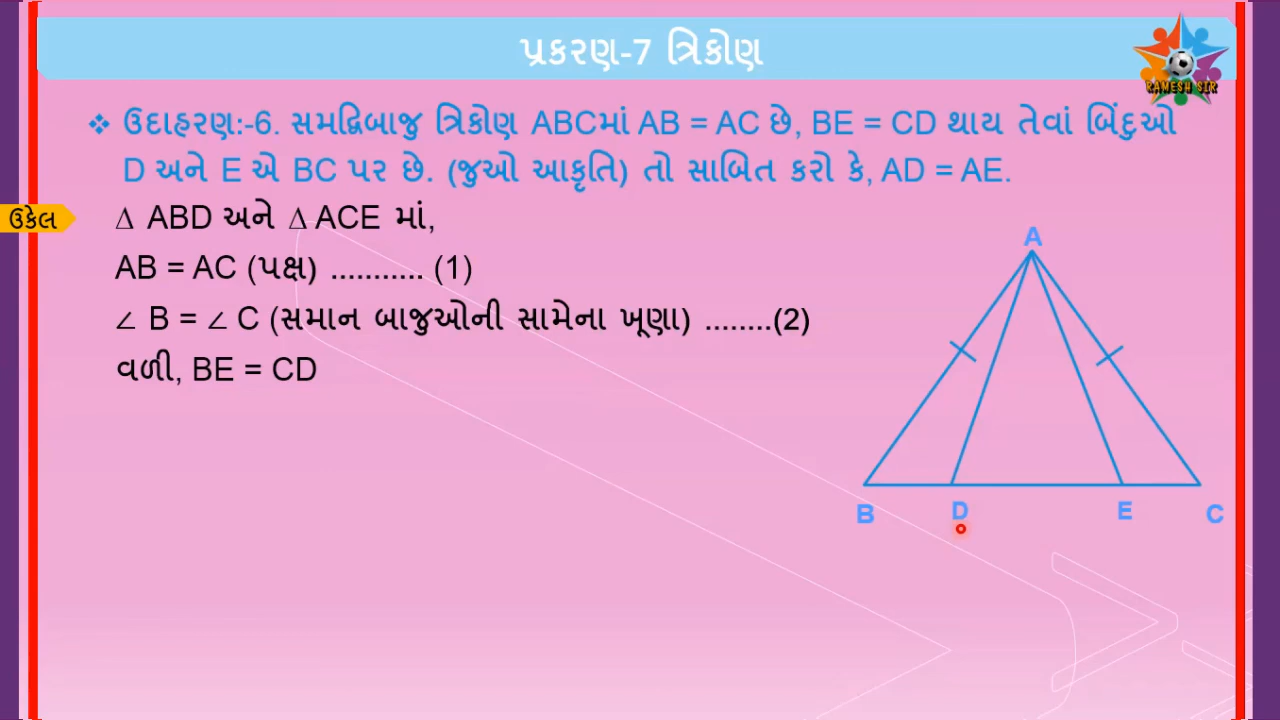 પ્રકરણ-7 ત્રિકોણ
RAMESH SIR
❖ ઉદાહરણ:-6. સમદ્વિબાજુ ત્રિકોણ ABCમાં AB = AC છે, BE = CD થાય તેવાં બિંદુઓ
D અને E એ BC પર છે. (જુઓ આકૃતિ) તો સાબિત કરો કે, AD = AE.
ઉકેલ
∆ ABD અને ∆ ACE માં,
AB = AC (પક્ષ) ........... (1)
∠ B = ∠ C (સમાન બાજુઓની સામેના ખૂણા) ........(2)
વળી, BE = CD
A
B D E C